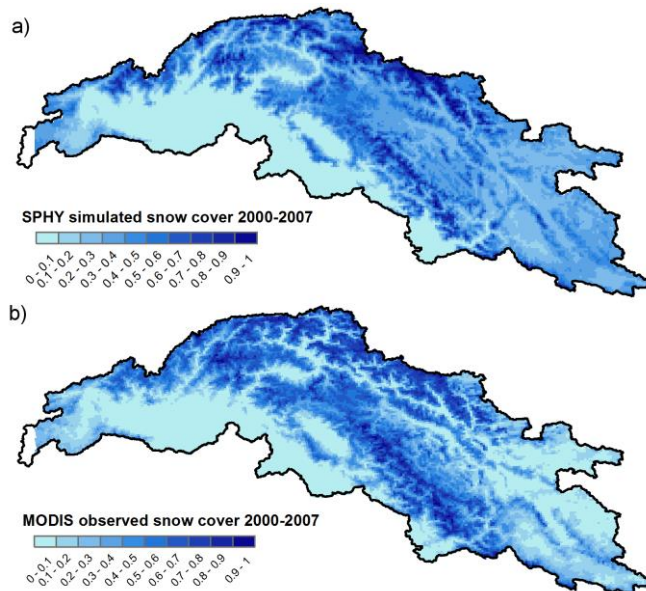 a)
SPHY simulated snow cover 2000-2007
0 - 0.1
0.1 - 0.2
0.2 - 0.3
0.3 - 0.4
0.4 - 0.5
0.5 - 0.6
0.6 - 0.7
0.7 - 0.8
0.8 - 0.9
0.9 - 1
b)
MODIS observed snow cover 2000-2007
0 - 0.1
0.1 - 0.2
0.2 - 0.3
0.3 - 0.4
0.4 - 0.5
0.5 - 0.6
0.6 - 0.7
0.7 - 0.8
0.8 - 0.9
0.9 - 1